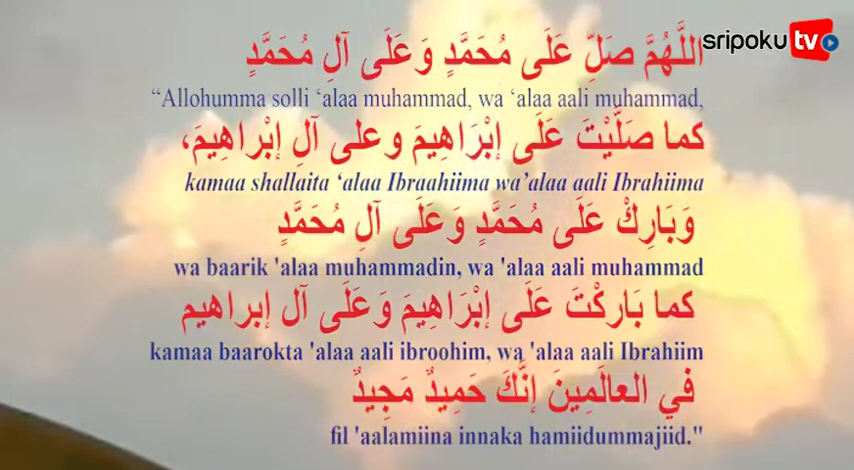 sripoku tv
اللَّهُمَّ صَلِّ عَلَى مُحَمَّدٍ وَعَلَى آلِ مُحَمَّدٍ
“Allohumma solli ‘alaa muhammad, wa ‘alaa aali muhammad,
كما صَلَّيْتَ عَلَى إبْرَاهِيمَ وعلى آلِ إبْراهِيمَ،
kamaa shallaita ‘alaa Ibraahiima wa’alaa aali Ibrahiima
وَبَارِكْ عَلَى مُحَمَّدٍ وَعَلَى آلِ مُحَمَّدٍ
wa baarik 'alaa muhammadin, wa 'alaa aali muhammad
كما بَاركْتَ عَلَى إبْرَاهِيمَ وَعَلَى آل إبراهيم
kamaa baarokta 'alaa aali ibroohim, wa 'alaa aali Ibrahiim
في العالَمِينَ إنَّكَ حَمِيدٌ مَجِيدٌ
fil 'aalamiina innaka hamiidummajiid."